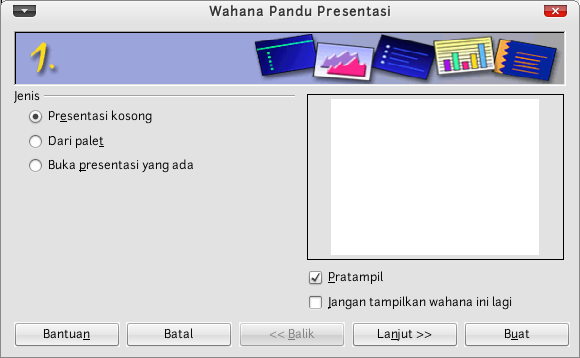 Wahana Pandu Presentasi
1.
Jenis
Presentasi kosong
Dari palet
Buka presentasi yang ada
Pratampil
Jangan tampilkan wahana ini lagi
Bantuan
Batal
<< Balik
Lanjut >>
Buat